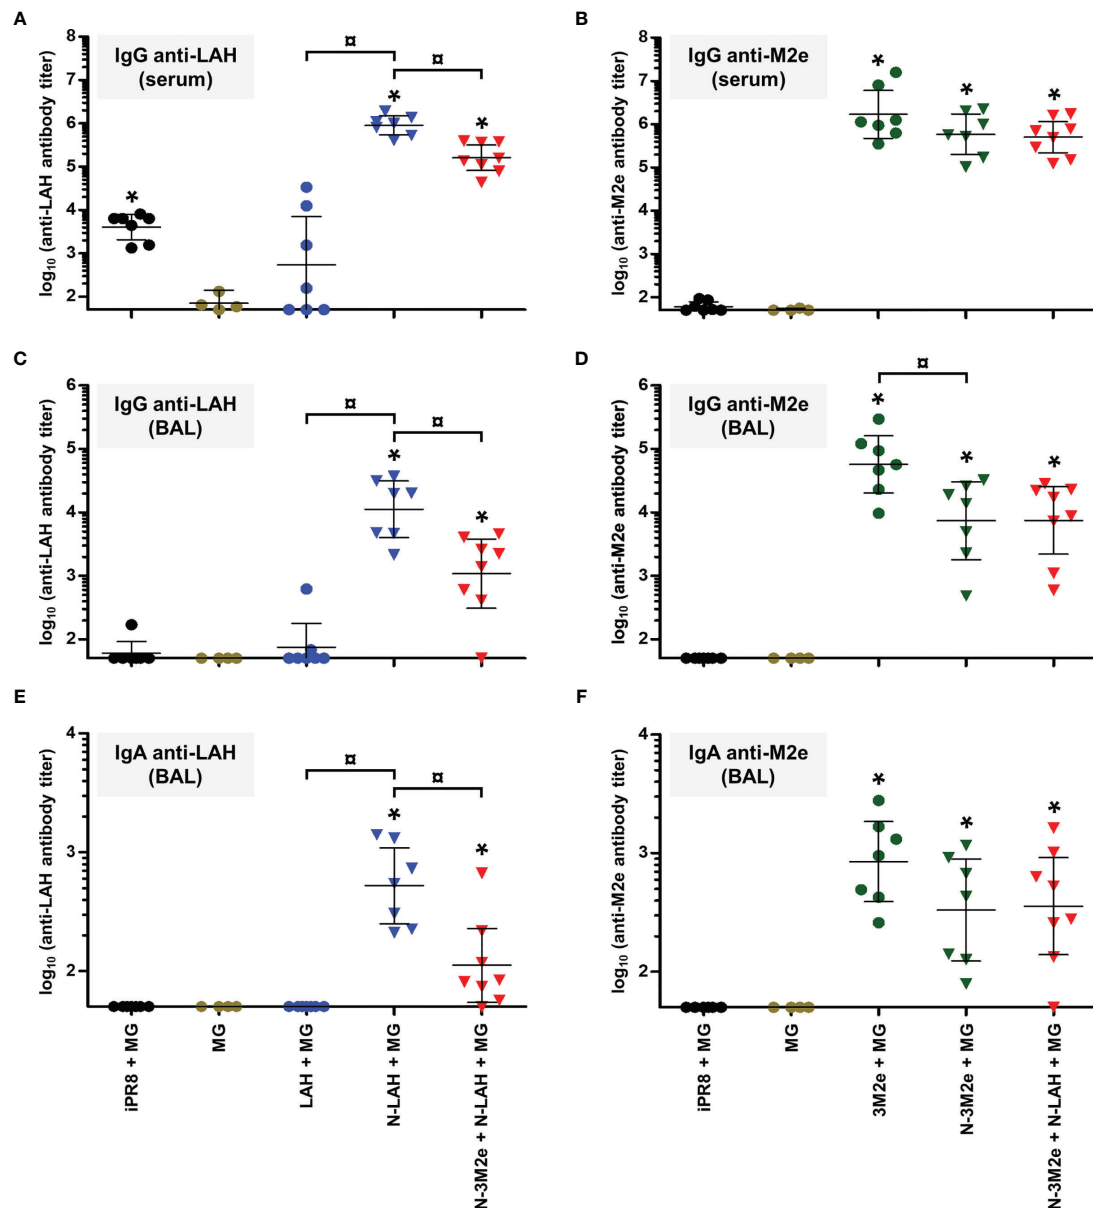 A
IgG anti-LAH
(serum)
log10 (anti-LAH antibody titer)
8
7
6
5
4
3
2
*
*
*
¤
¤
B
IgG anti-M2e
(serum)
log10 (anti-M2e antibody titer)
8
7
6
5
4
3
2
*
*
*
C
IgG anti-LAH
(BAL)
log10 (anti-LAH antibody titer)
6
5
4
3
2
¤
¤
*
*
D
IgG anti-M2e
(BAL)
log10 (anti-M2e antibody titer)
6
5
4
3
2
¤
*
*
*
E
IgA anti-LAH
(BAL)
log10 (anti-LAH antibody titer)
4
3
2
¤
¤
*
*
iPR8 + MG
MG
LAH + MG
N-LAH + MG
N-3M2e + N-LAH + MG
F
IgA anti-M2e
(BAL)
log10 (anti-M2e antibody titer)
4
3
2
*
*
*
iPR8 + MG
MG
3M2e + MG
N-3M2e + MG
N-3M2e + N-LAH + MG